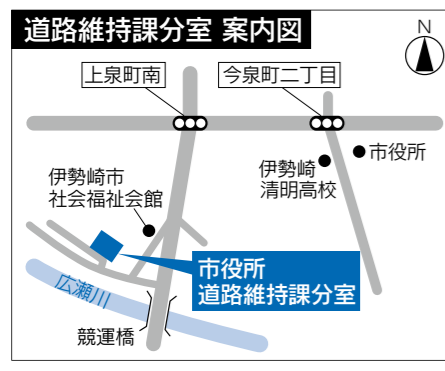 道路維持課分室 案内図
N
上泉町南
今泉町二丁目
市役所
伊勢崎
清明高校
伊勢崎市
社会福祉会館
市役所
道路維持課分室
広瀬川
競運橋